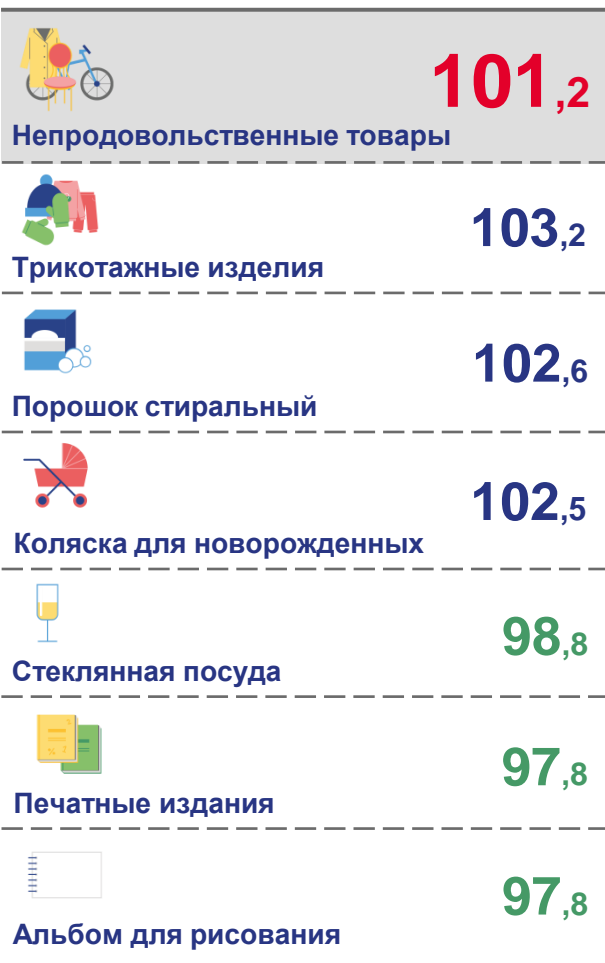 101,2
Непродовольственные товары
103,2
Трикотажные изделия
102,6
Порошок стиральный
102,5
Коляска для новорожденных
98,8
Стеклянная посуда
97,8
Печатные издания
97,8
Альбом для рисования